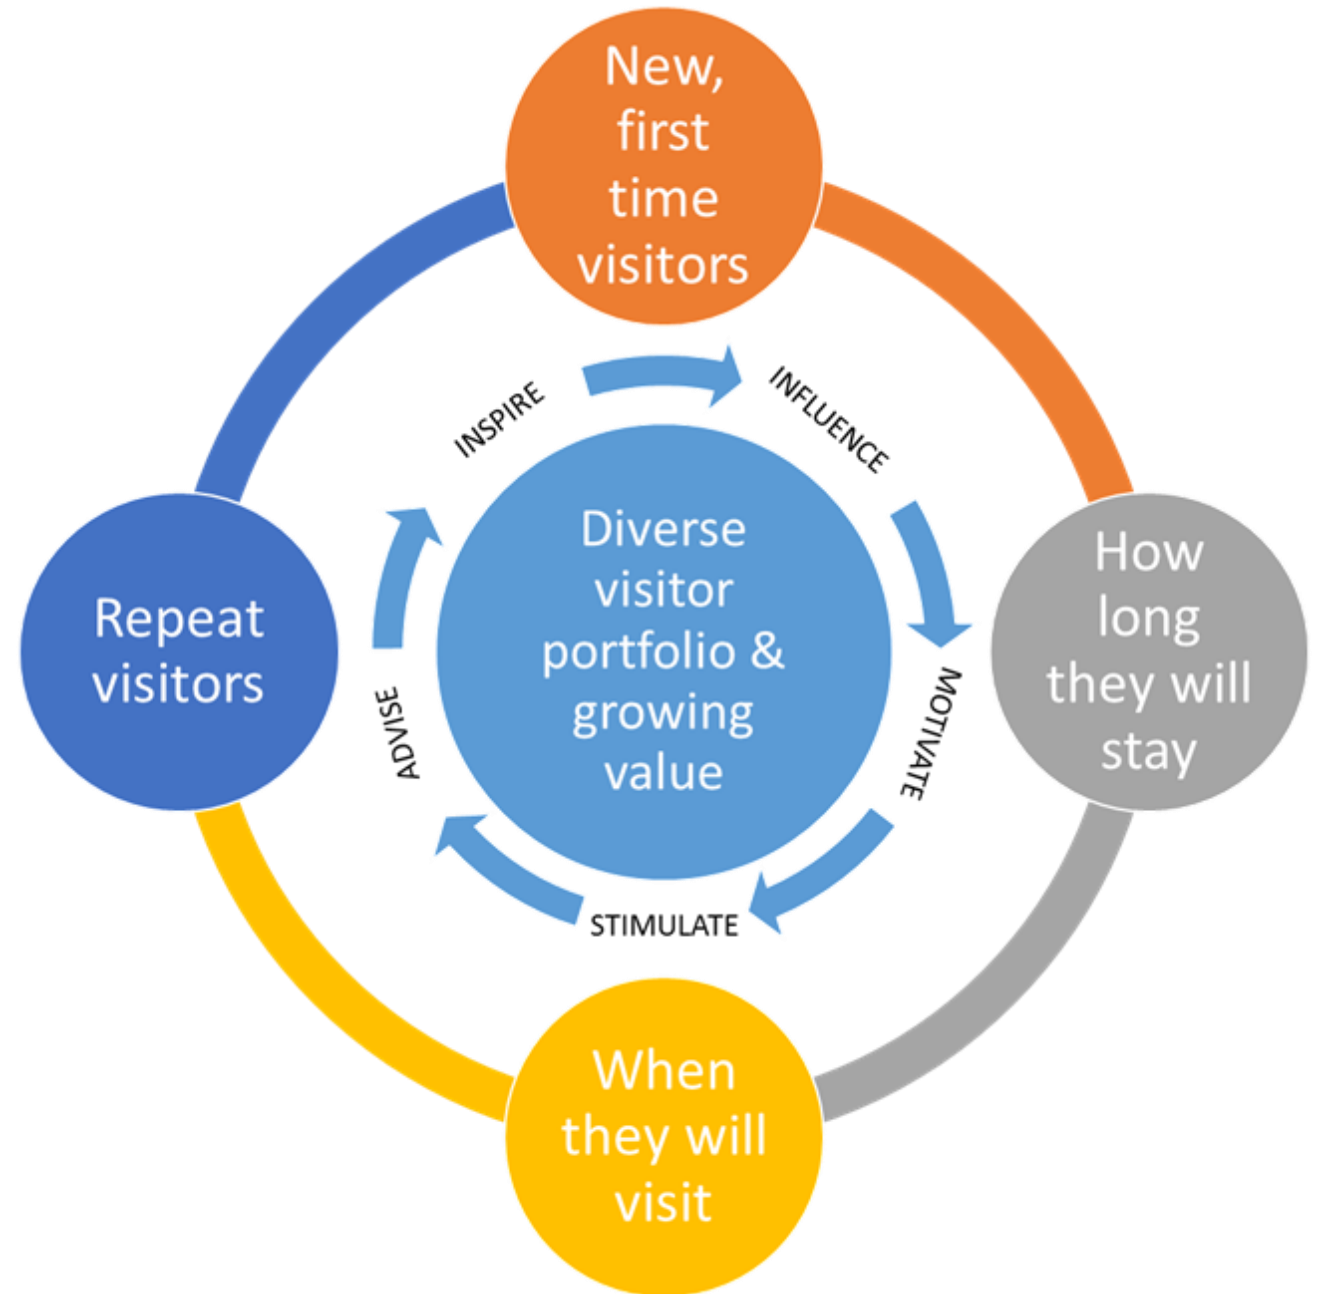 New,
first
time
visitors
INSPIRE
INFLUENCE
Diverse
visitor
portfolio &
growing
value
How
long
they will
stay
Repeat
visitors
MOTIVATE
ADVISE
STIMULATE
When
they will
visit